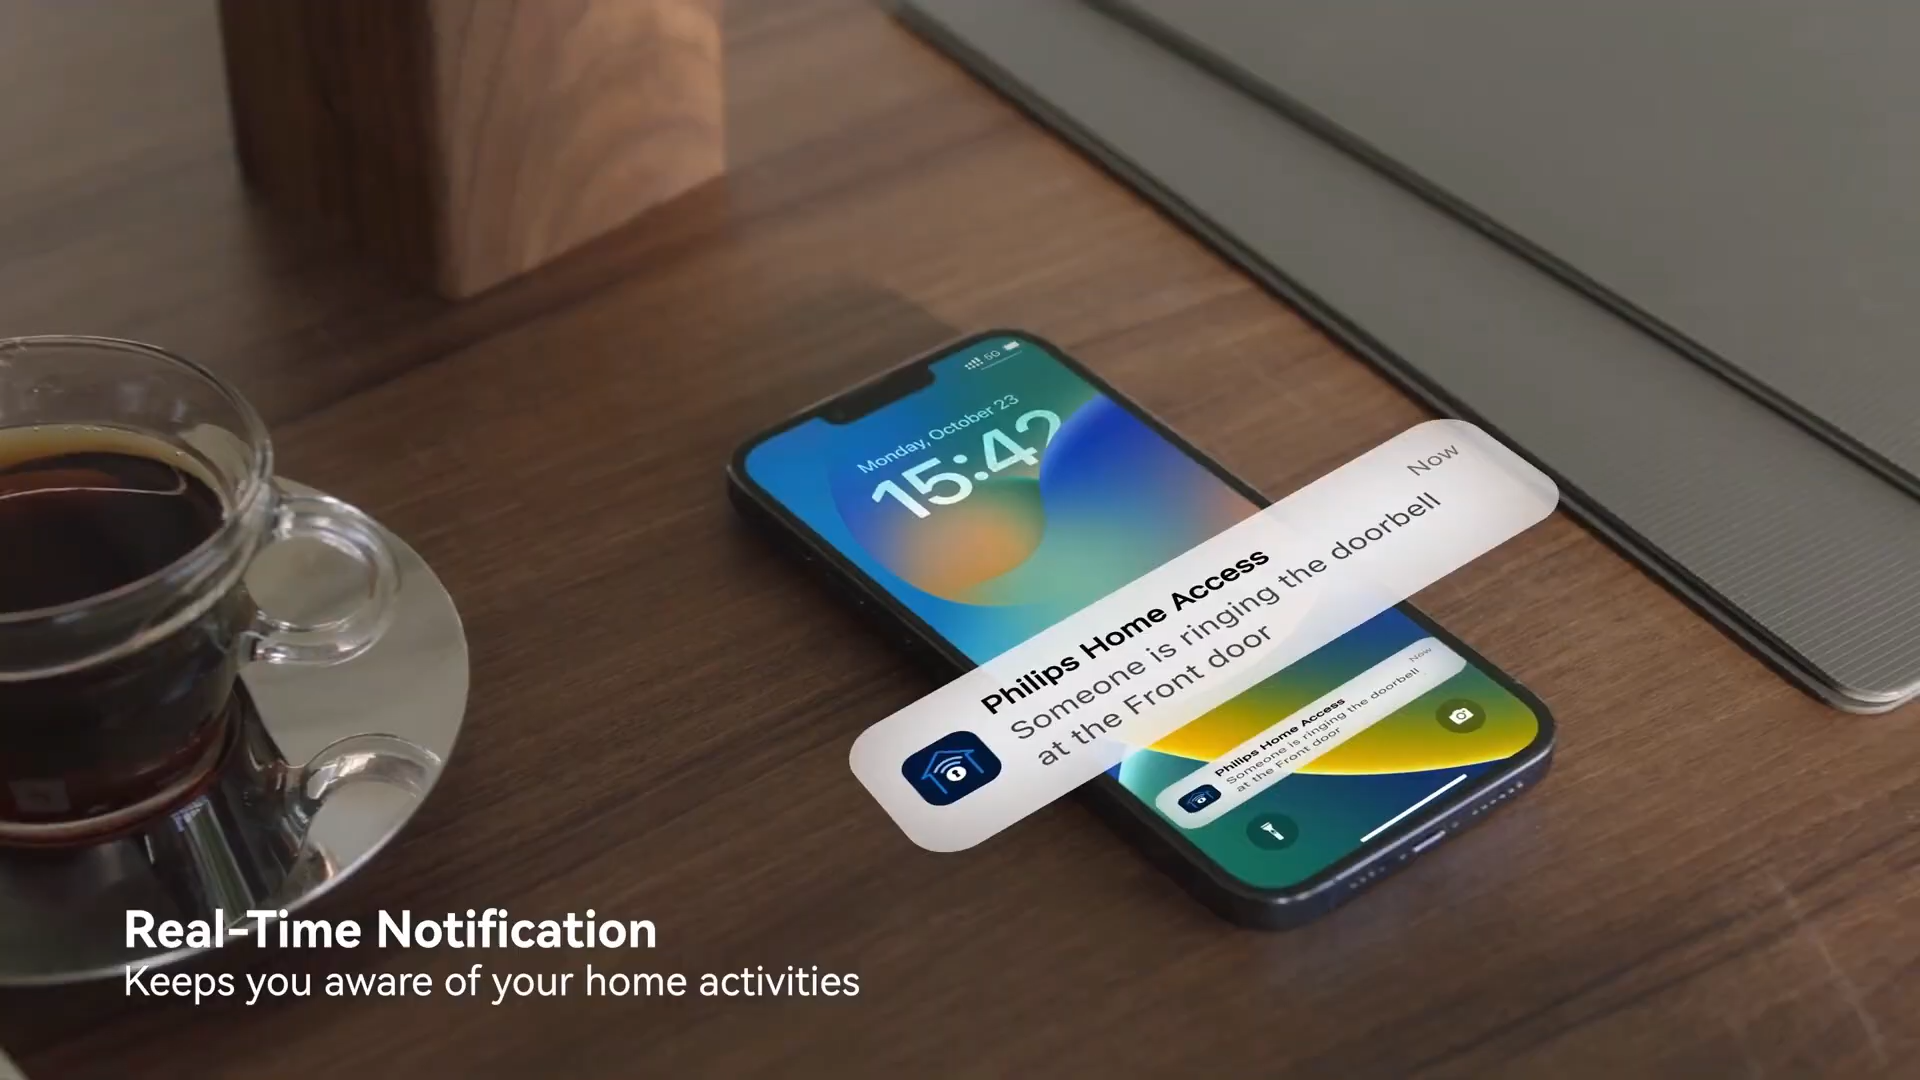 5G
Monday, October 23
15:42
Now
Philips Home Access
Someone is ringing the doorbell
at the Front door
Now
Philips Home Access
Someone is ringing the doorbell
at the Front door
Real-Time Notification
Keeps you aware of your home activities